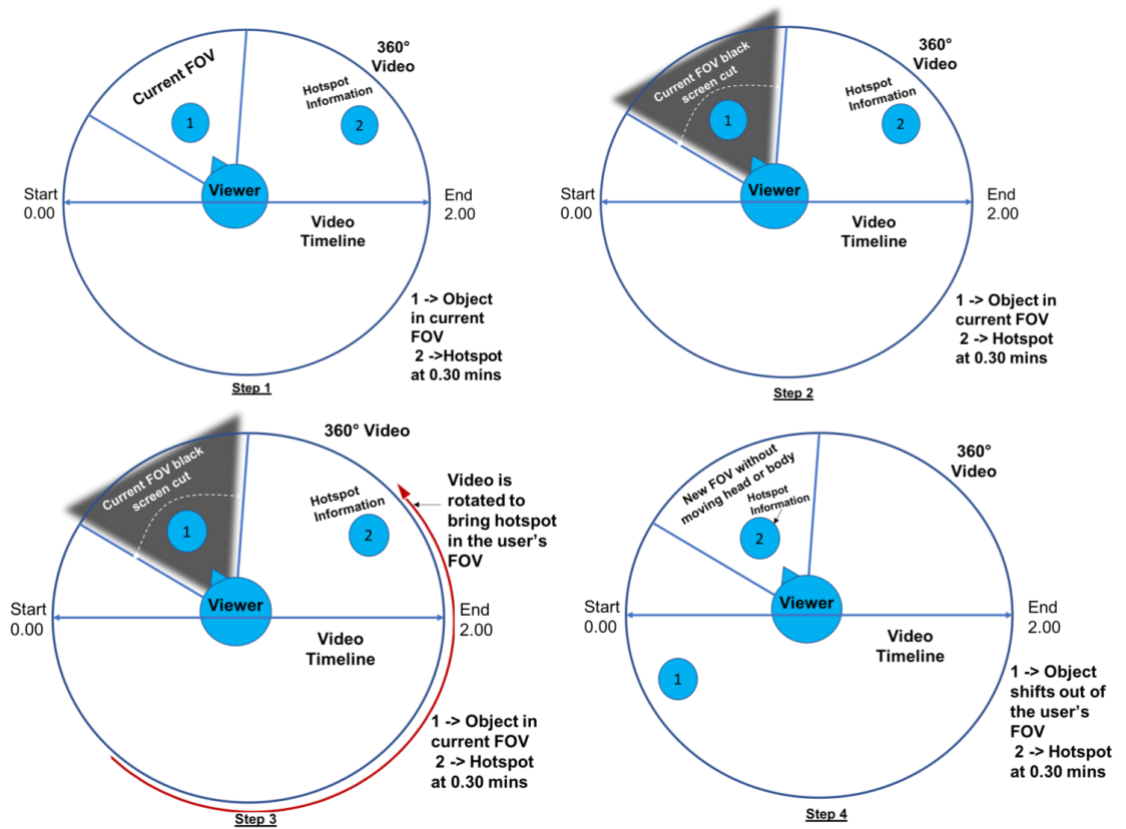 Current FOV
360°
Video
Hotspot
Information
1
2
Viewer
Start
0.00
End
2.00
Video
Timeline
1 -> Object
in current
FOV
2 ->Hotspot
at 0.30 mins
Step 1
Current FOV black
screen cut
360°
Video
Hotspot
Information
1
2
Viewer
Start
0.00
End
2.00
Video
Timeline
1 -> Object in
current FOV
2 -> Hotspot
at 0.30 mins
Step 2
360° Video
Current FOV black
screen cut
Hotspot
Information
1
2
Video is
rotated to
bring hotspot
in the user’s
FOV
Viewer
Start
0.00
End
2.00
Video
Timeline
1 -> Object in
current FOV
2 -> Hotspot
at 0.30 mins
Step 3
New FOV without
moving head or body
360°
Video
Hotspot
Information
2
Viewer
Start
0.00
End
2.00
Video
Timeline
1
1 -> Object
shifts out of
the user’s
FOV
2 -> Hotspot
at 0.30 mins
Step 4